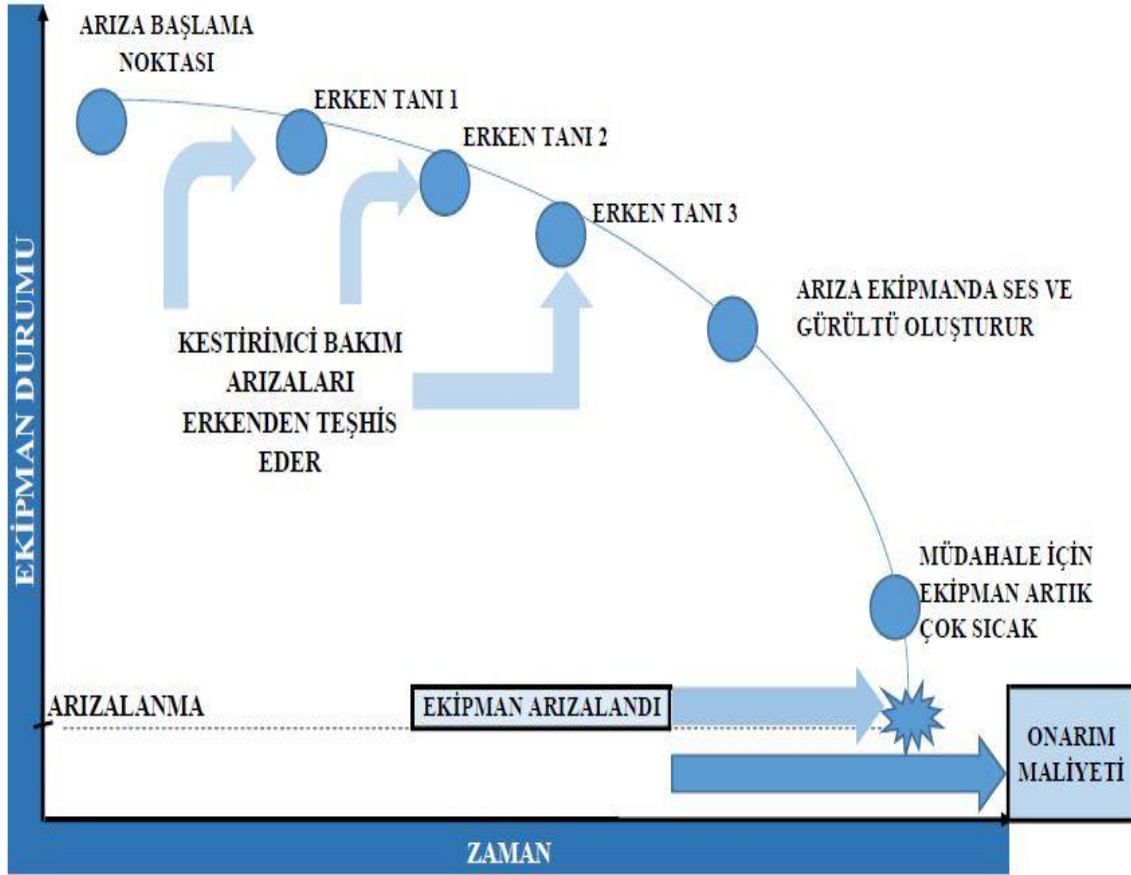 ARIZA BAŞLAMA
NOKTASI
ERKEN TANI 1
ERKEN TANI 2
ERKEN TANI 3
ARIZA EKİPMANDA SES VE
GÜRÜLTÜ OLUŞTURUR
KESTİRİMCİ BAKIM
ARIZALARI
ERKENDEN TEŞHİS
EDER
EKİPMAN DURUMU
MÜDAHALE İÇİN
EKİPMAN ARTIK
ÇOK SICAK
ARIZALANMA
EKİPMAN ARIZALANDI
ONARIM
MALİYETİ
ZAMAN